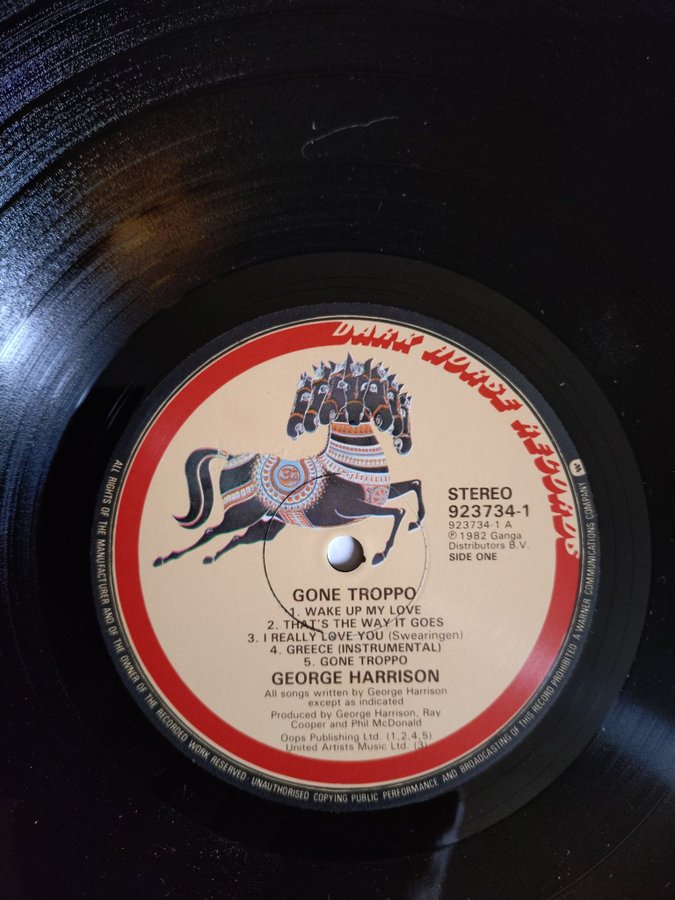 DARK HORSE RECORDS
STEREO
923734-1
923734-1 A
℗ 1982 Ganga
Distributors B.V.
SIDE ONE
GONE TROPPO
1. WAKE UP MY LOVE
2. THAT'S THE WAY IT GOES
3. I REALLY LOVE YOU (Swearingen)
4. GREECE (INSTRUMENTAL)
5. GONE TROPPO
GEORGE HARRISON
All songs written by George Harrison
except as indicated
Produced by George Harrison, Ray
Cooper and Phil McDonald
Oops Publishing Ltd. (1,2,4,5)
United Artists Music Ltd. (3)
ALL RIGHTS OF THE MANUFACTURER AND OF THE OWNER OF THE RECORDED WORK RESERVED · UNAUTHORISED COPYING PUBLIC PERFORMANCE AND BROADCASTING OF THIS RECORD PROHIBITED · A WARNER COMMUNICATIONS COMPANY